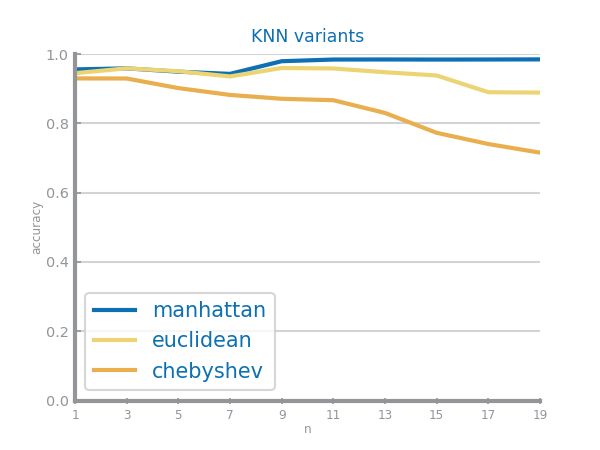 KNN variants
accuracy
1.0
0.8
0.6
0.4
0.2
0.0
manhattan
euclidean
chebyshev
1 3 5 7 9 11 13 15 17 19
n